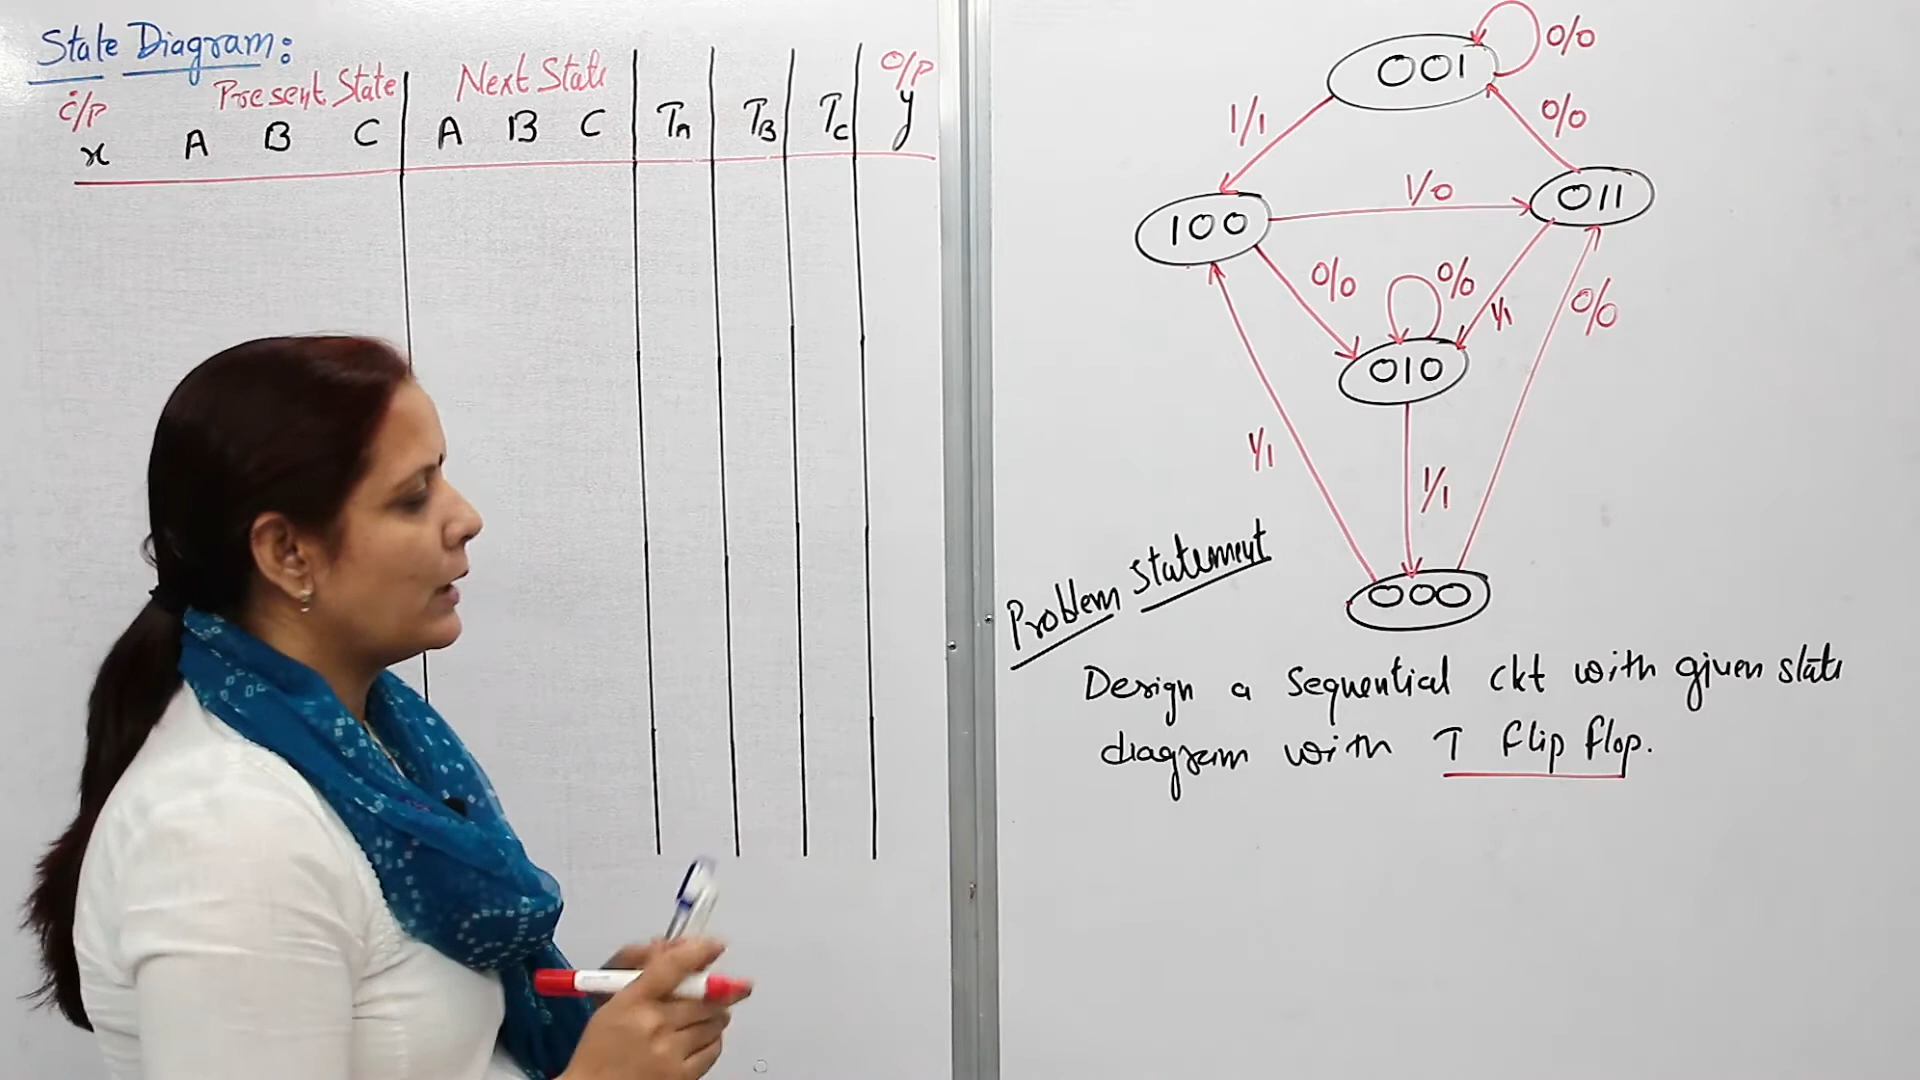 State Diagram:
i/p Present State Next State O/P
x A B C A B C TA TB TC y
001
0/0
1/1
0/0
100
1/0
011
0/0
0/0
1/1
0/0
010
1/1
1/1
000
Problem Statement
Design a Sequential ckt with given state
diagram with T flip flop.